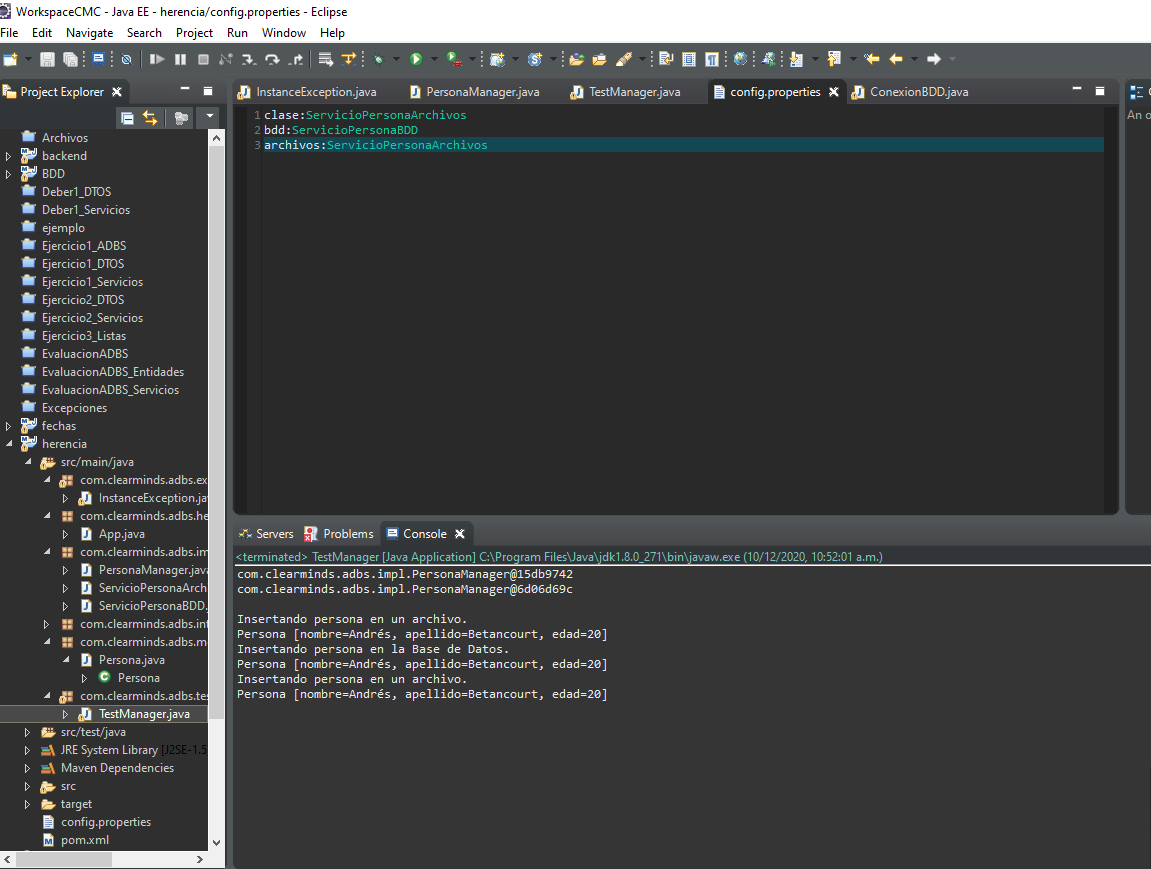 WorkspaceCMC - Java EE - herencia/config.properties - Eclipse
File Edit Navigate Search Project Run Window Help
Project Explorer
InstanceException.java PersonaManager.java TestManager.java config.properties ConexionBDD.java
An o
1 clase:ServicioPersonaArchivos
2 bdd:ServicioPersonaBDD
3 archivos:ServicioPersonaArchivos
Archivos
backend
BDD
Deber1_DTOS
Deber1_Servicios
ejemplo
Ejercicio1_ADBS
Ejercicio1_DTOS
Ejercicio1_Servicios
Ejercicio2_DTOS
Ejercicio2_Servicios
Ejercicio3_Listas
EvaluacionADBS
EvaluacionADBS_Entidades
EvaluacionADBS_Servicios
Excepciones
fechas
herencia
src/main/java
com.clearminds.adbs.ex
InstanceException.ja
com.clearminds.adbs.he
App.java
com.clearminds.adbs.im
PersonaManager.java
ServicioPersonaArch
ServicioPersonaBDD.
com.clearminds.adbs.int
com.clearminds.adbs.m
Persona.java
Persona
com.clearminds.adbs.tes
TestManager.java
src/test/java
JRE System Library [J2SE-1.5
Maven Dependencies
src
target
config.properties
pom.xml
Servers Problems Console
<terminated> TestManager [Java Application] C:\Program Files\Java\jdk1.8.0_271\bin\javaw.exe (10/12/2020, 10:52:01 a.m.)
com.clearminds.adbs.impl.PersonaManager@15db9742
com.clearminds.adbs.impl.PersonaManager@6d06d69c
Insertando persona en un archivo.
Persona [nombre=Andrés, apellido=Betancourt, edad=20]
Insertando persona en la Base de Datos.
Persona [nombre=Andrés, apellido=Betancourt, edad=20]
Insertando persona en un archivo.
Persona [nombre=Andrés, apellido=Betancourt, edad=20]